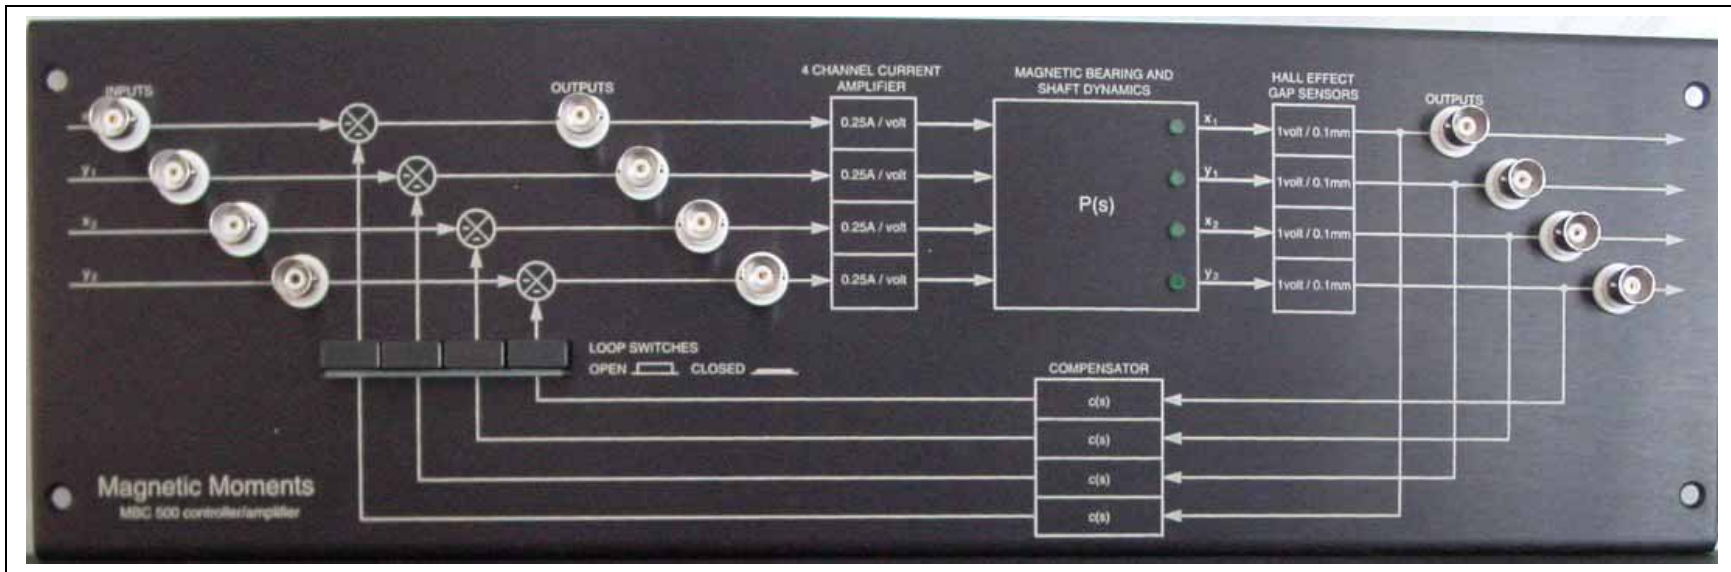 INPUTS
OUTPUTS
4 CHANNEL CURRENT
AMPLIFIER
MAGNETIC BEARING AND
SHAFT DYNAMICS
HALL EFFECT
GAP SENSORS
OUTPUTS
0.25A / volt
x1
1volt / 0.1mm
y1
0.25A / volt
y1
1volt / 0.1mm
P(s)
x2
0.25A / volt
x2
1volt / 0.1mm
y2
0.25A / volt
y2
1volt / 0.1mm
LOOP SWITCHES
OPEN CLOSED
COMPENSATOR
c(s)
c(s)
c(s)
c(s)
Magnetic Moments
MBC 500 controller/amplifier